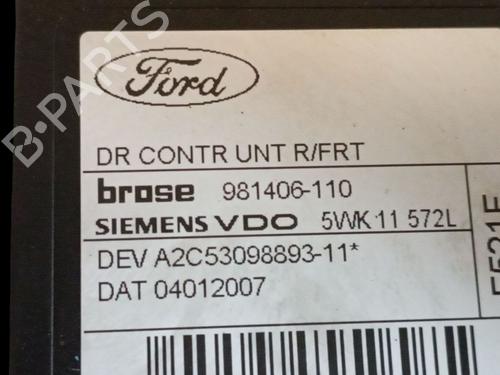 Ford
DR CONTR UNT R/FRT
brose 981406-110
SIEMENS VDO 5WK 11 572L
DEV A2C53098893-11*
DAT 04012007
B-PARTS